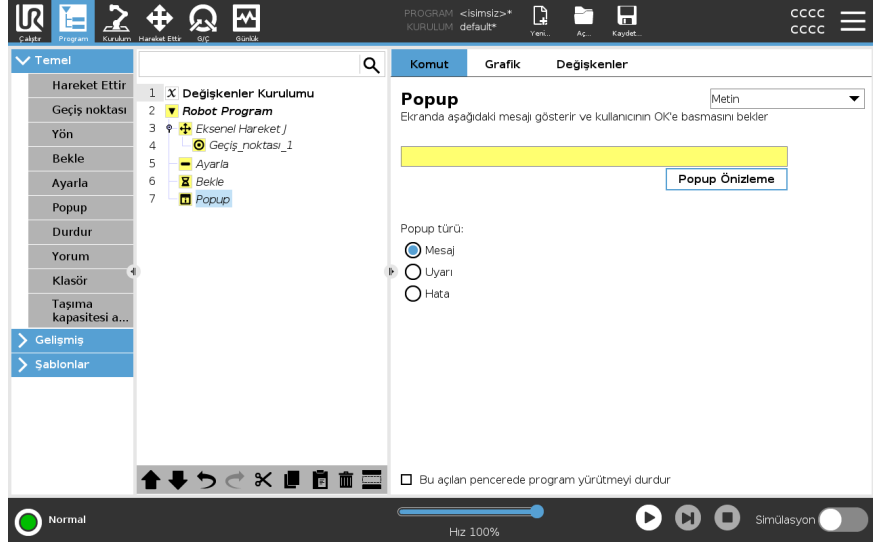 UR
Çalıştır Program Kurulum Hareket Ettir G/Ç Günlük
PROGRAM <isimsiz>*
KURULUM default*
Yeni... Aç... Kaydet...
CCCC
CCCC
Temel
Hareket Ettir
Geçiş noktası
Yön
Bekle
Ayarla
Popup
Durdur
Yorum
Klasör
Taşıma
kapasitesi a...
Gelişmiş
Şablonlar
1 X Değişkenler Kurulumu
2 Robot Program
3 Eksenel Hareket J
4 Geçiş_noktası_1
5 Ayarla
6 Bekle
7 Popup
Komut Grafik Değişkenler
Popup
Metin
Ekranda aşağıdaki mesajı gösterir ve kullanıcının OK'e basmasını bekler
Popup Önizleme
Popup türü:
Mesaj
Uyarı
Hata
Bu açılan pencerede program yürütmeyi durdur
Normal
Hız 100%
Simülasyon